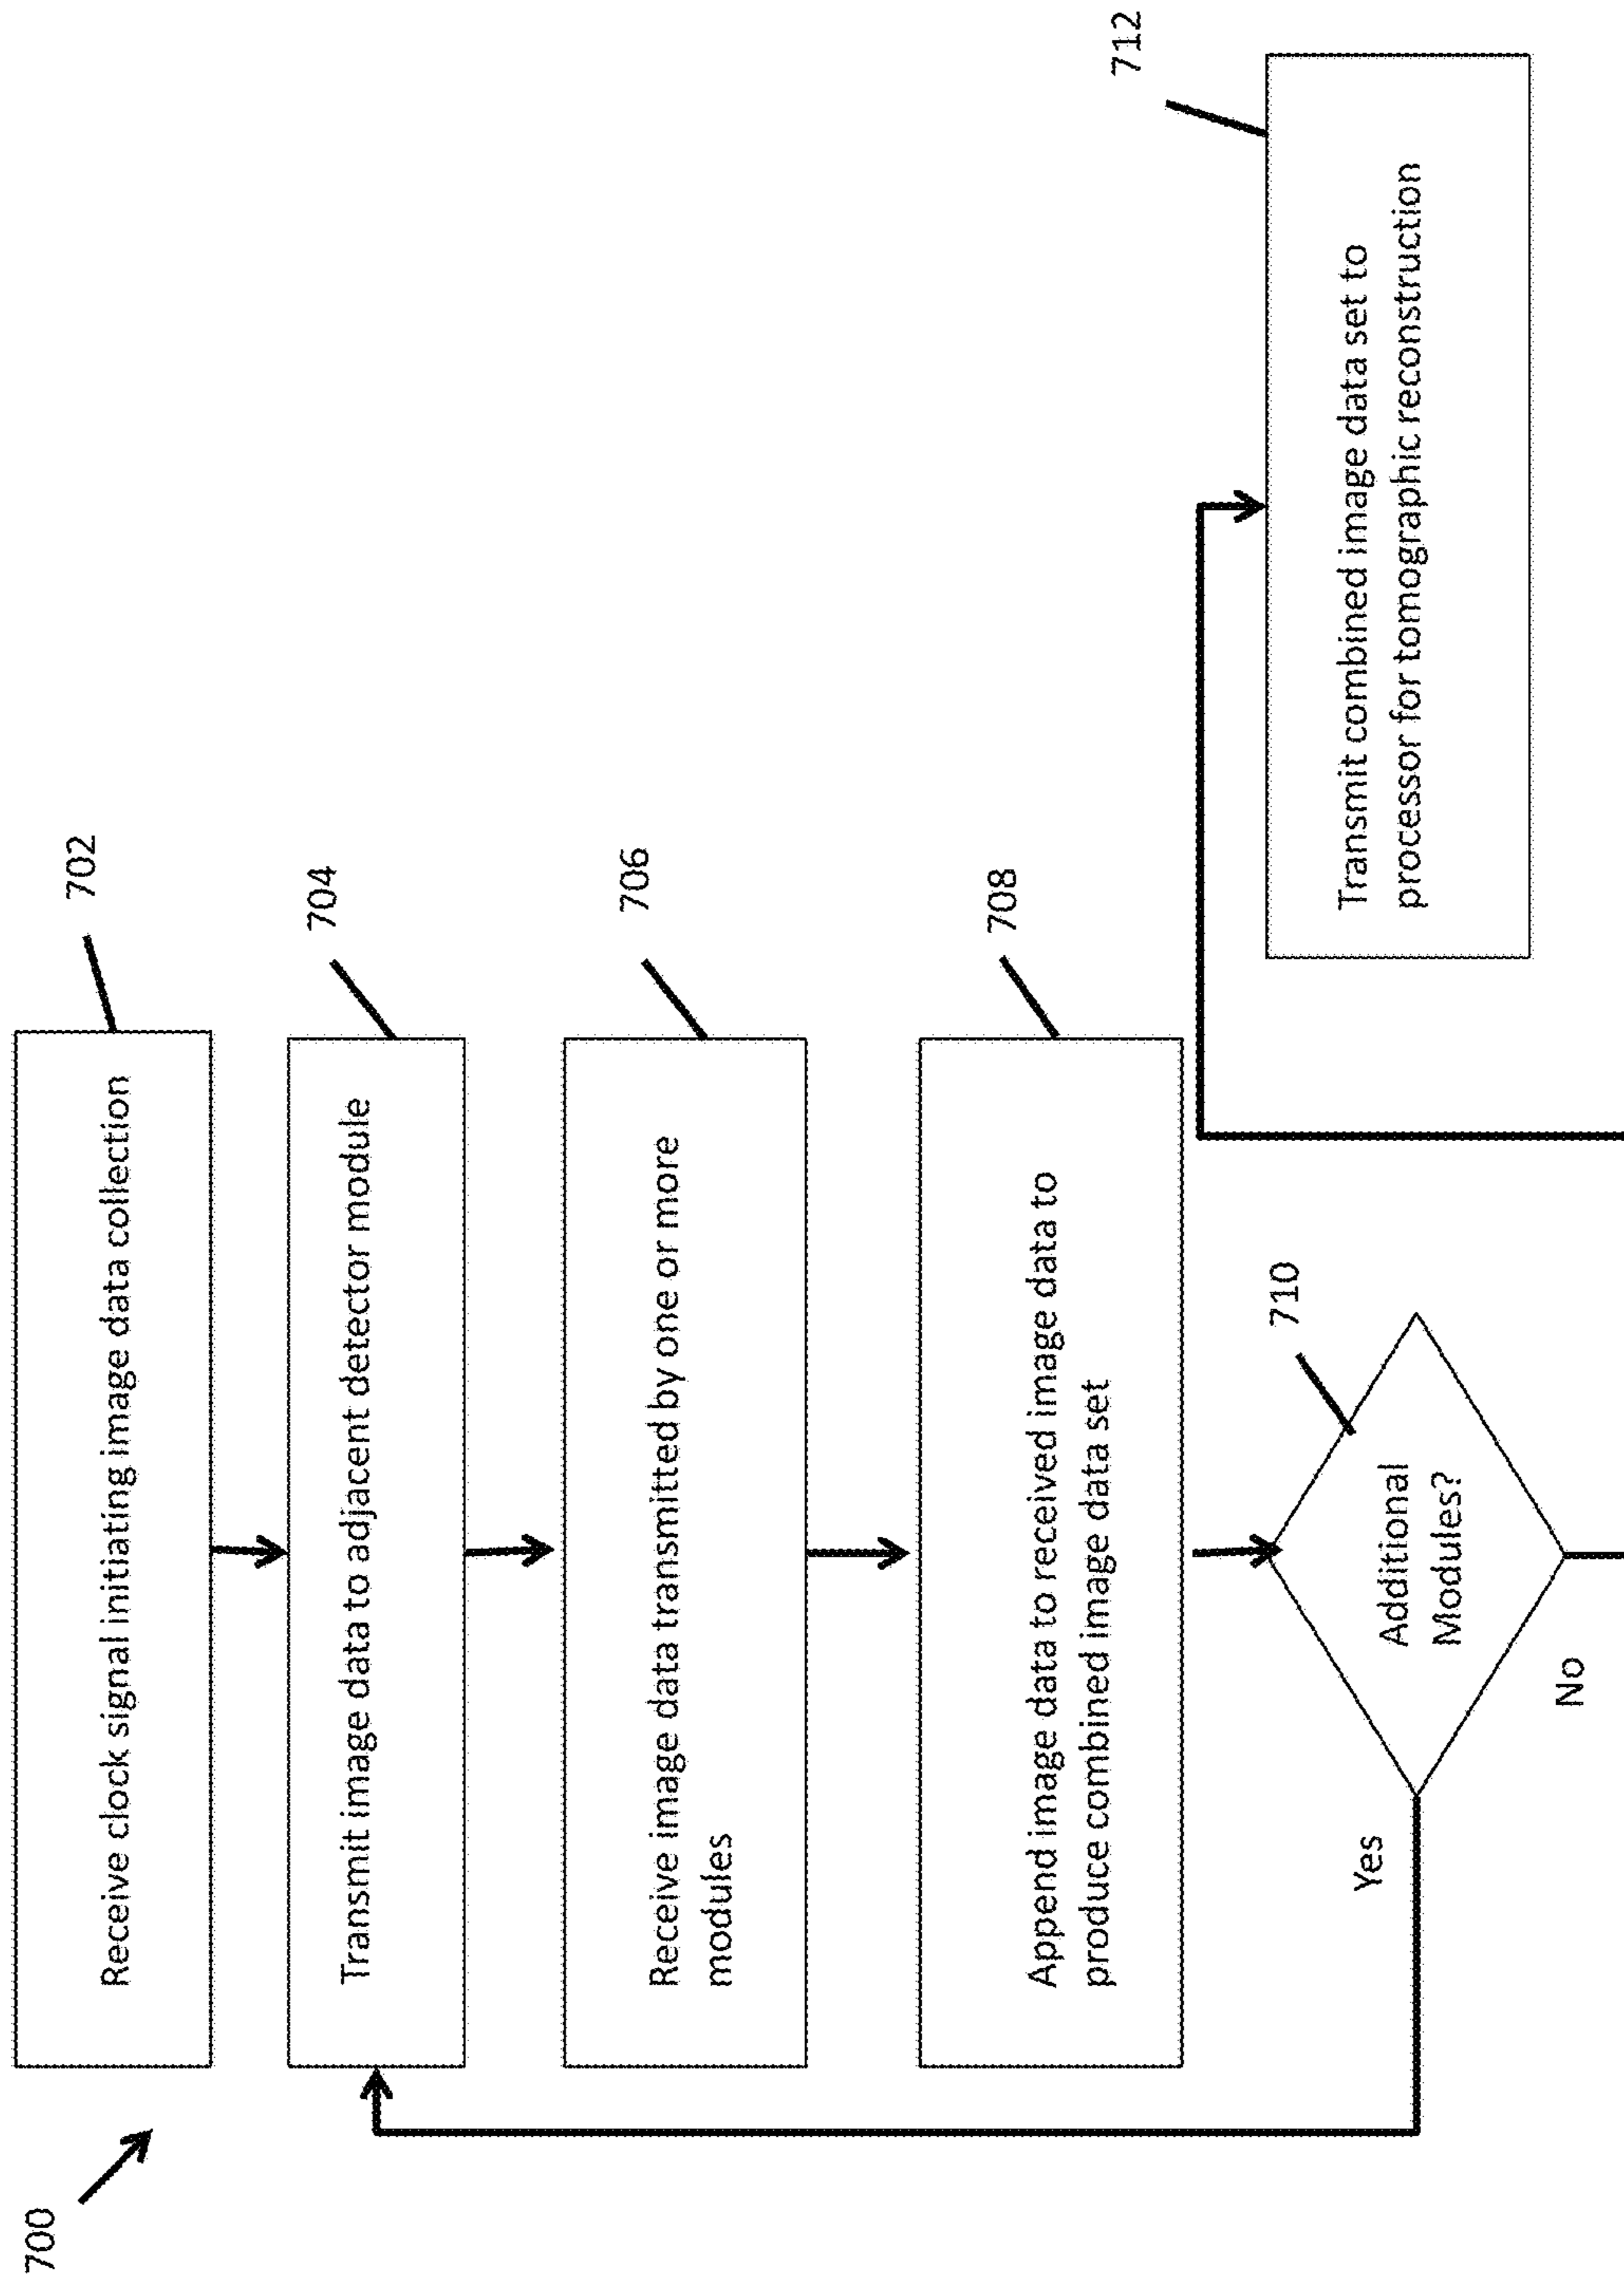 700
702
Receive clock signal initiating image data collection
704
Transmit image data to adjacent detector module
706
Receive image data transmitted by one or more
modules
708
Append image data to received image data to
produce combined image data set
710
Additional
Modules?
Yes
No
712
Transmit combined image data set to
processor for tomographic reconstruction